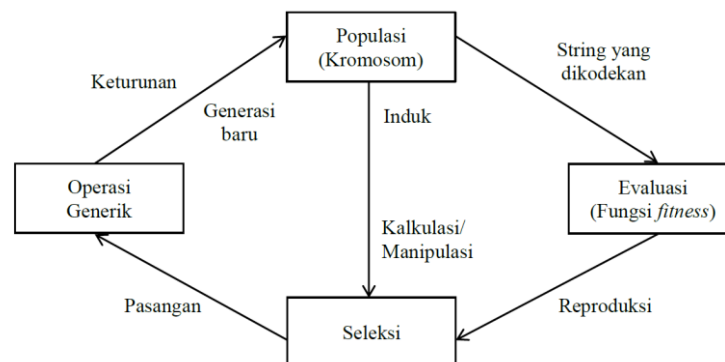 Populasi
(Kromosom)
String yang
dikodekan
Keturunan
Generasi
baru
Induk
Operasi
Generik
Evaluasi
(Fungsi fitness)
Kalkulasi/
Manipulasi
Pasangan
Seleksi
Reproduksi